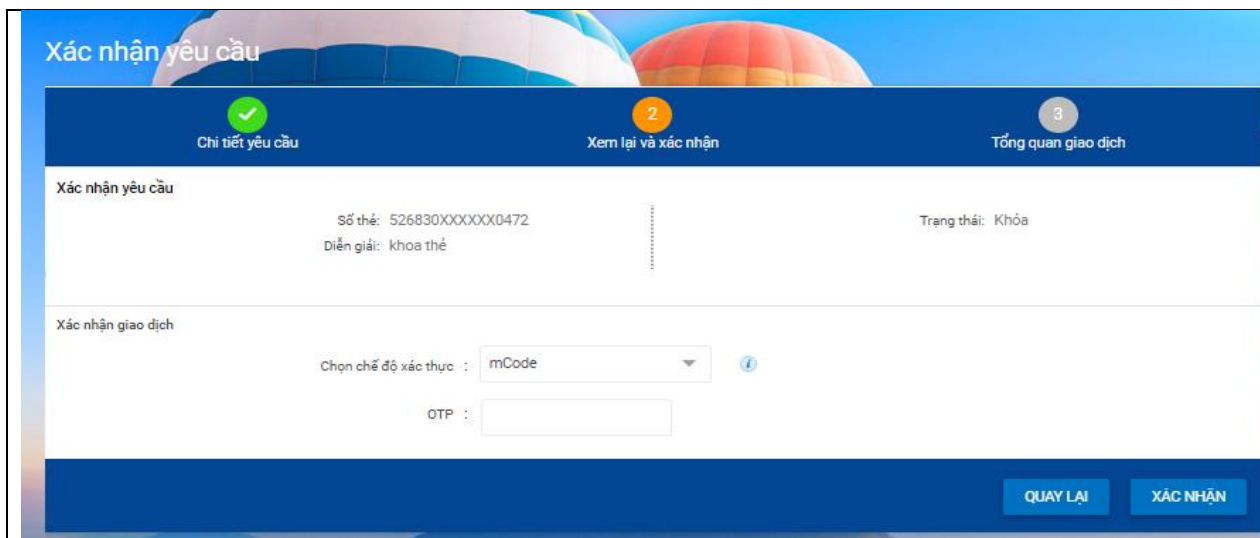 Xác nhận yêu cầu
2 3
Chi tiết yêu cầu Xem lại và xác nhận Tổng quan giao dịch
Xác nhận yêu cầu
Số thẻ: 526830XXXXXX0472 Trạng thái: Khóa
Diễn giải: khoa thẻ
Xác nhận giao dịch
Chọn chế độ xác thực : mCode i
OTP :
QUAY LẠI XÁC NHẬN